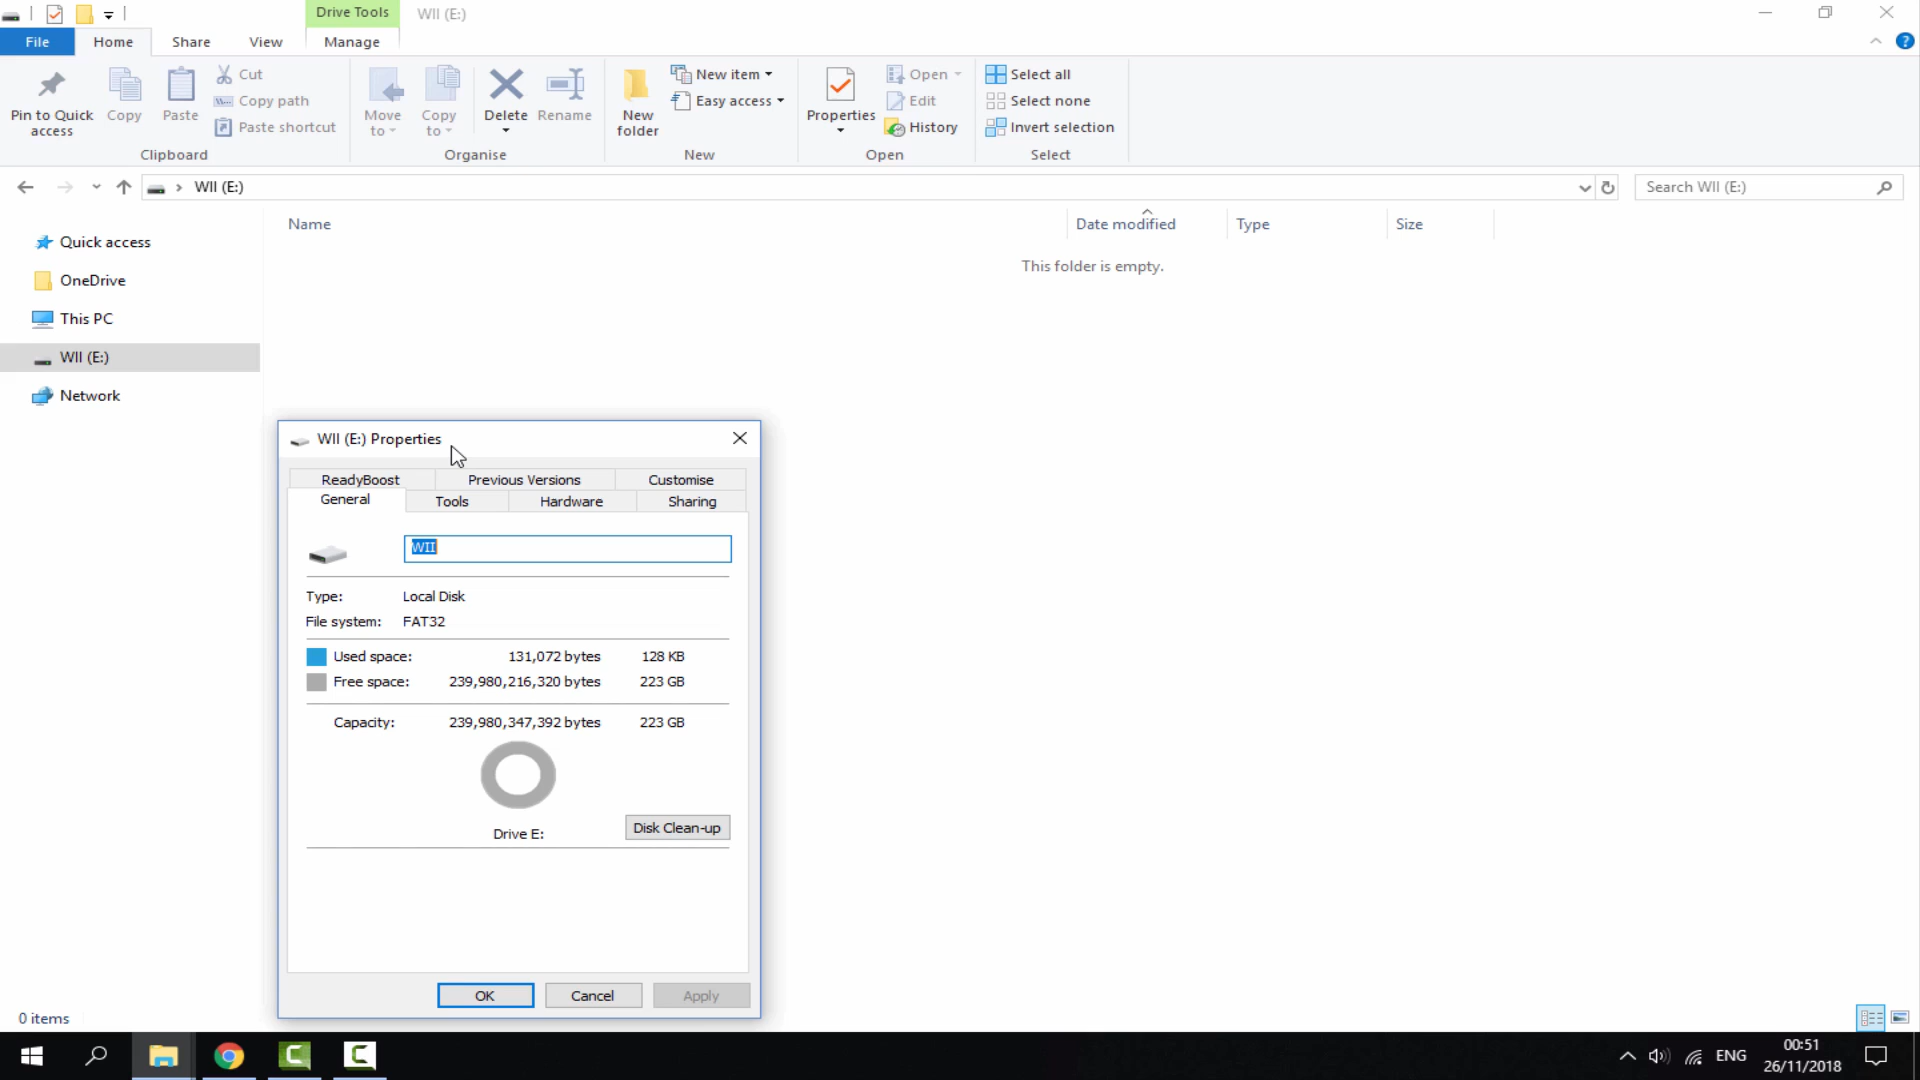 Drive Tools
WII (E:)
File
Home
Share
View
Manage
Pin to Quick access
Copy
Paste
Cut
Copy path
Paste shortcut
Clipboard
Move to
Copy to
Delete
Rename
Organise
New folder
New item
Easy access
New
Properties
Open
Edit
History
Open
Select all
Select none
Invert selection
Select
WII (E:)
Search WII (E:)
Name
Date modified
Type
Size
This folder is empty.
Quick access
OneDrive
This PC
WII (E:)
Network
WII (E:) Properties
ReadyBoost
Previous Versions
Customise
General
Tools
Hardware
Sharing
WII
Type: Local Disk
File system: FAT32
Used space: 131,072 bytes 128 KB
Free space: 239,980,216,320 bytes 223 GB
Capacity: 239,980,347,392 bytes 223 GB
Drive E:
Disk Clean-up
OK
Cancel
Apply
0 items
ENG
00:51
26/11/2018